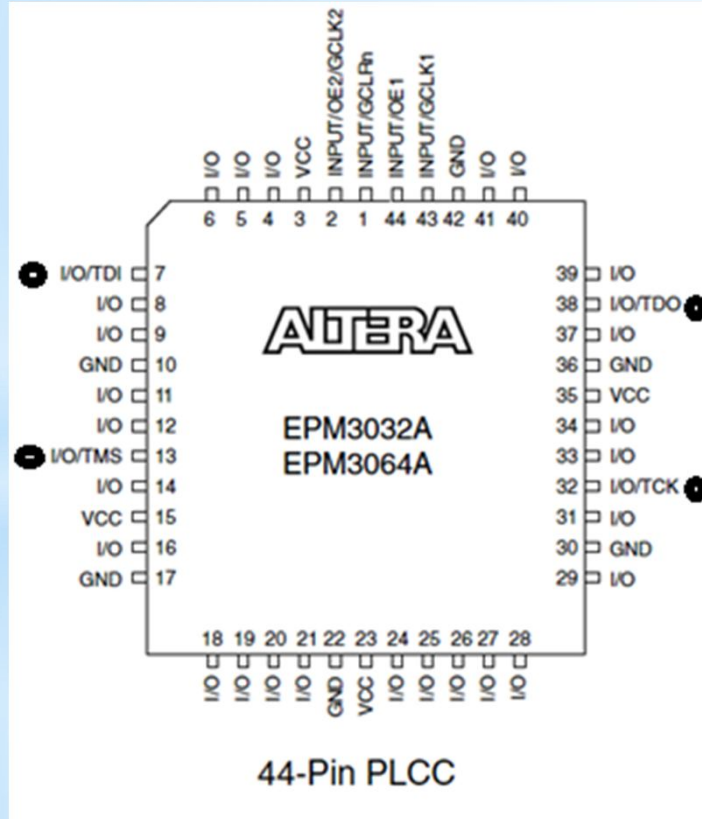 I/O I/O I/O VCC INPUT/OE2/GCLK2 INPUT/GCLRn INPUT/OE1 INPUT/GCLK1 GND I/O I/O
6 5 4 3 2 1 44 43 42 41 40
I/O/TDI 7 39 I/O
I/O 8 38 I/O/TDO
I/O 9 37 I/O
GND 10 36 GND
I/O 11 35 VCC
I/O 12 34 I/O
I/O/TMS 13 33 I/O
I/O 14 32 I/O/TCK
VCC 15 31 I/O
I/O 16 30 GND
GND 17 29 I/O
ALTERA
EPM3032A
EPM3064A
18 19 20 21 22 23 24 25 26 27 28
I/O I/O I/O I/O GND VCC I/O I/O I/O I/O I/O
44-Pin PLCC